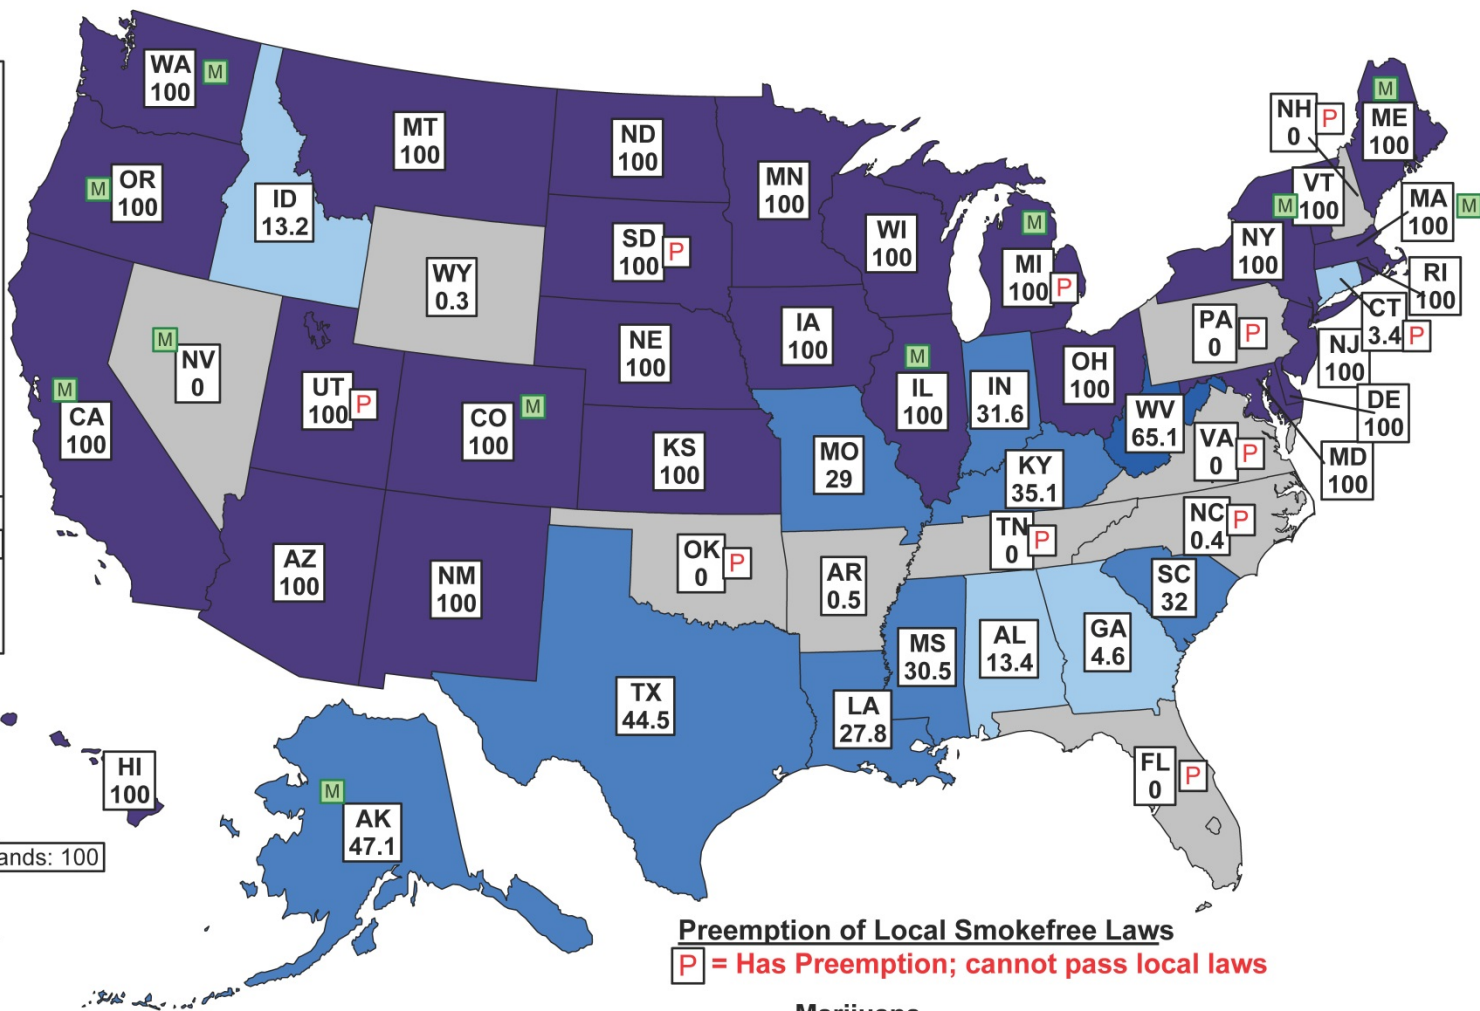 WA
100
M
MT
100
ND
100
MN
100
NH
0
P
M
ME
100
M
OR
100
ID
13.2
SD
100
P
WI
100
M
MI
100
P
M
VT
100
MA
100
M
NY
100
WY
0.3
RI
100
M
NV
0
NE
100
IA
100
PA
0
P
CT
3.4
P
NJ
100
M
CA
100
UT
100
P
CO
100
M
KS
100
MO
29
M
IL
100
IN
31.6
OH
100
WV
65.1
VA
0
P
DE
100
MD
100
KY
35.1
AZ
100
NM
100
OK
0
P
AR
0.5
TN
0
P
NC
0.4
P
SC
32
MS
30.5
AL
13.4
GA
4.6
TX
44.5
LA
27.8
HI
100
M
AK
47.1
FL
0
P
ands: 100
Preemption of Local Smokefree Laws
P = Has Preemption; cannot pass local laws
Marijuana